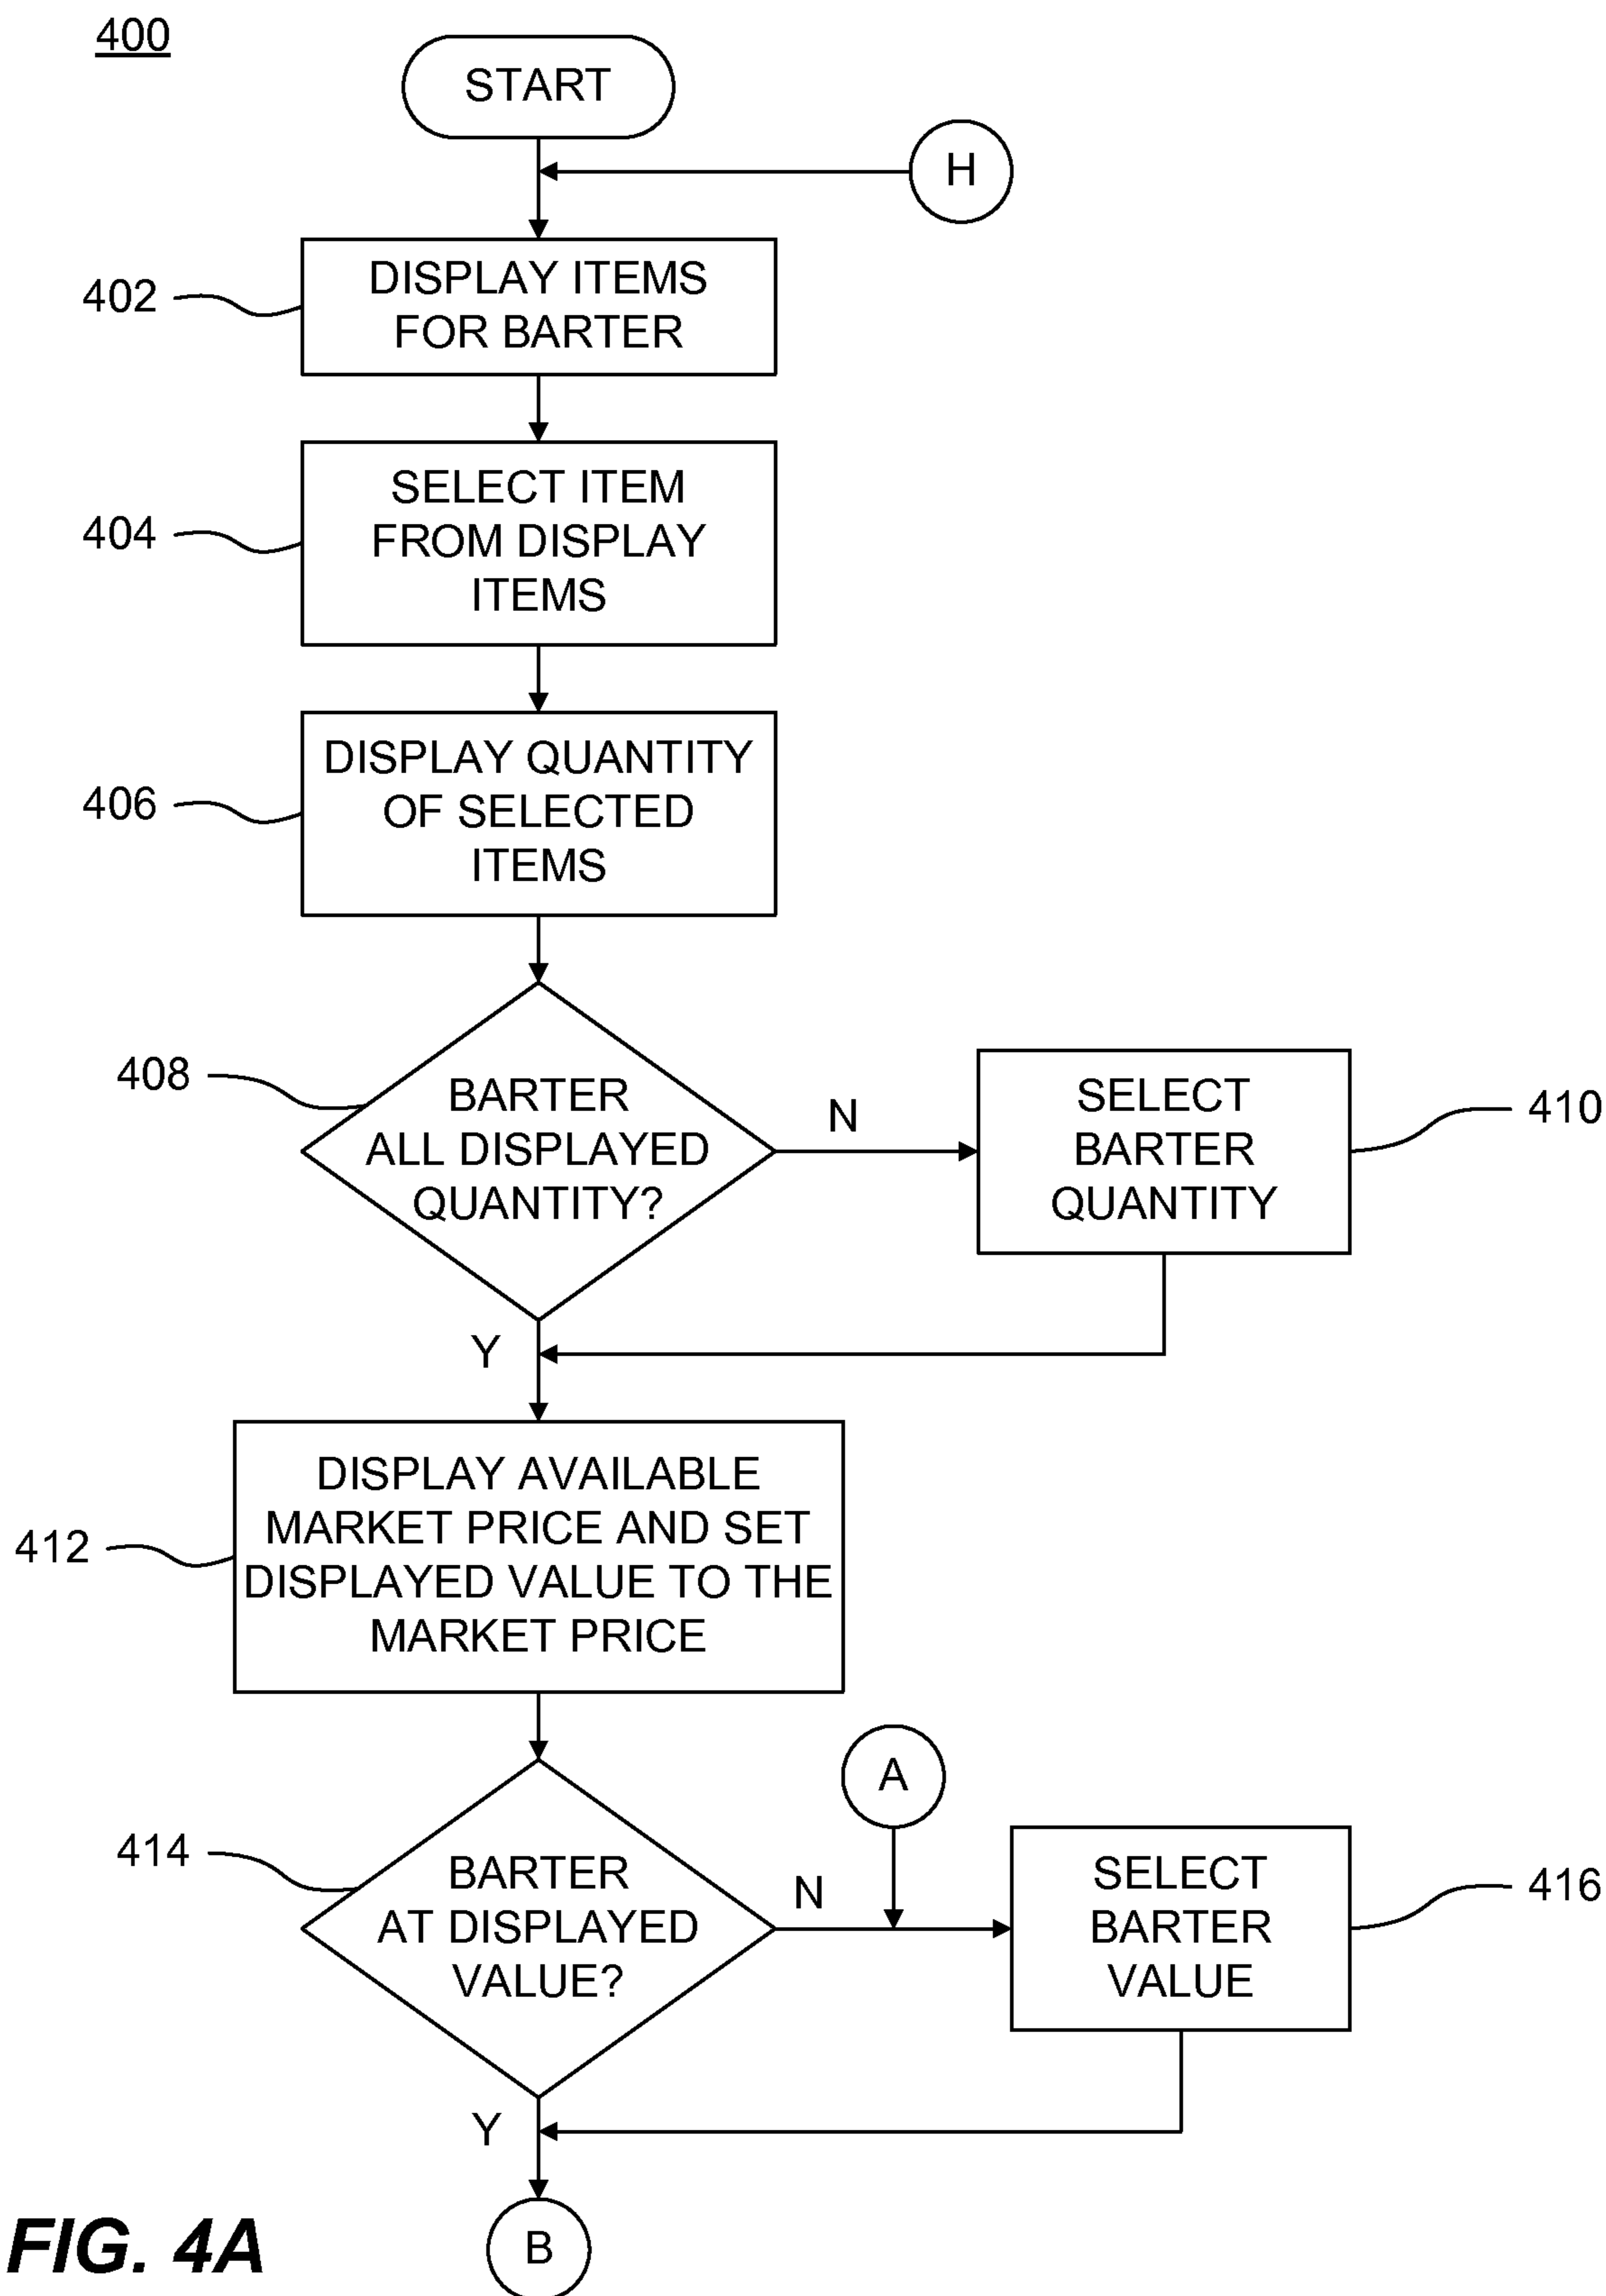 400
START
H
402
DISPLAY ITEMS
FOR BARTER
404
SELECT ITEM
FROM DISPLAY
ITEMS
406
DISPLAY QUANTITY
OF SELECTED
ITEMS
408
BARTER
ALL DISPLAYED
QUANTITY?
N
SELECT
BARTER
QUANTITY
410
Y
412
DISPLAY AVAILABLE
MARKET PRICE AND SET
DISPLAYED VALUE TO THE
MARKET PRICE
A
414
BARTER
AT DISPLAYED
VALUE?
N
SELECT
BARTER
VALUE
416
Y
B
FIG. 4A